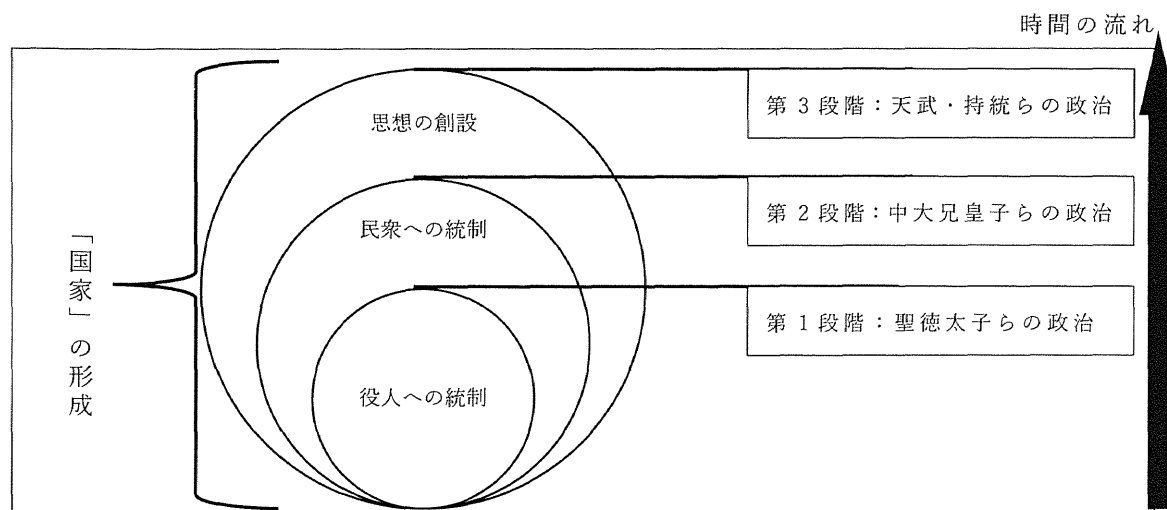 時間の流れ
思想の創設
第3段階：天武・持統らの政治
民衆への統制
第2段階：中大兄皇子らの政治
「国家」の形成
役人への統制
第1段階：聖徳太子らの政治